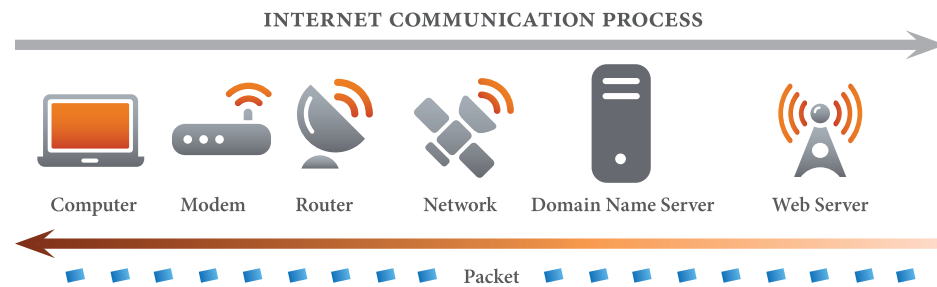 INTERNET COMMUNICATION PROCESS
Computer Modem Router Network Domain Name Server Web Server
Packet